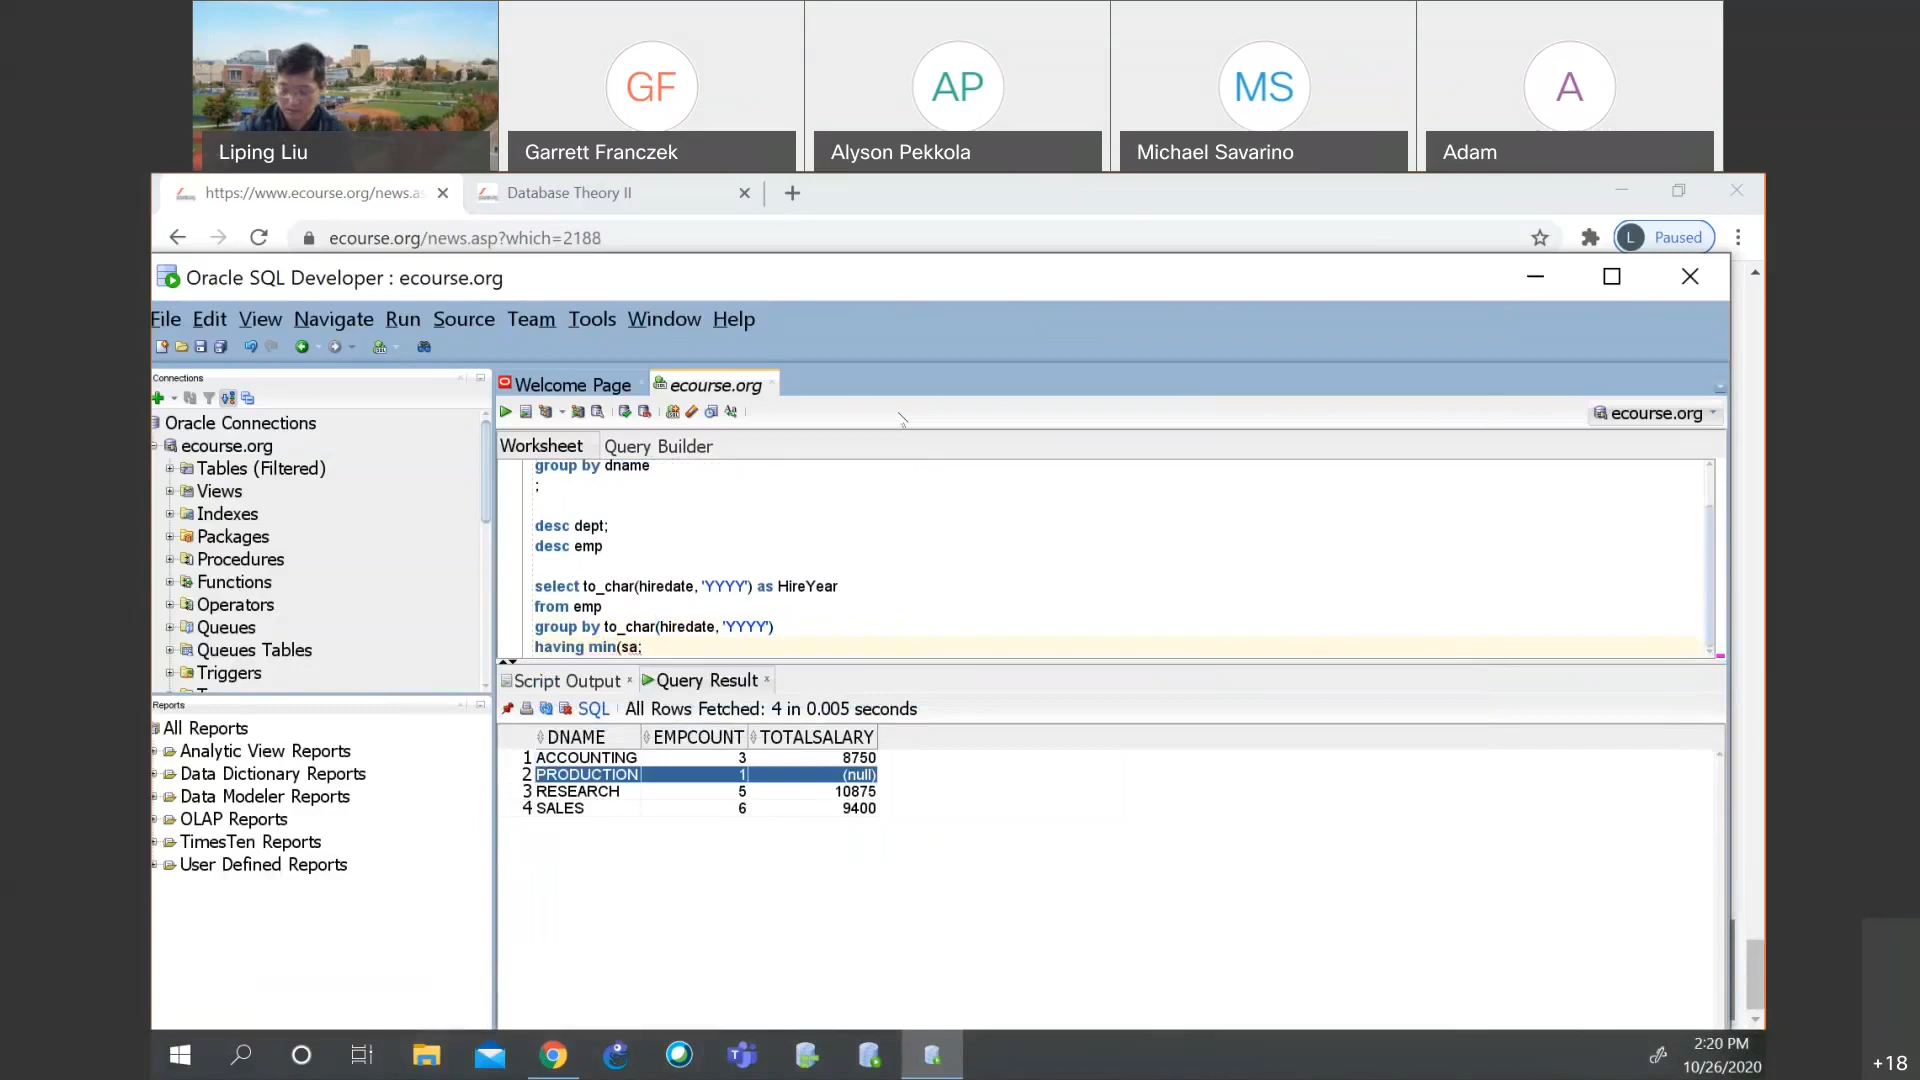 GF
AP
MS
A
Liping Liu
Garrett Franczek
Alyson Pekkola
Michael Savarino
Adam
https://www.ecourse.org/news.as
Database Theory II
ecourse.org/news.asp?which=2188
L
Paused
Oracle SQL Developer : ecourse.org
File Edit View Navigate Run Source Team Tools Window Help
Connections
Oracle Connections
ecourse.org
Tables (Filtered)
Views
Indexes
Packages
Procedures
Functions
Operators
Queues
Queues Tables
Triggers
Reports
All Reports
Analytic View Reports
Data Dictionary Reports
Data Modeler Reports
OLAP Reports
TimesTen Reports
User Defined Reports
Welcome Page
ecourse.org
ecourse.org
Worksheet
Query Builder
group by dname
;
desc dept;
desc emp
select to_char(hiredate, 'YYYY') as HireYear
from emp
group by to_char(hiredate, 'YYYY')
having min(sa;
Script Output
Query Result
SQL
All Rows Fetched: 4 in 0.005 seconds
DNAME EMPCOUNT TOTALSALARY
1 ACCOUNTING 3 8750
2 PRODUCTION 1 (null)
3 RESEARCH 5 10875
4 SALES 6 9400
2:20 PM
10/26/2020
+18